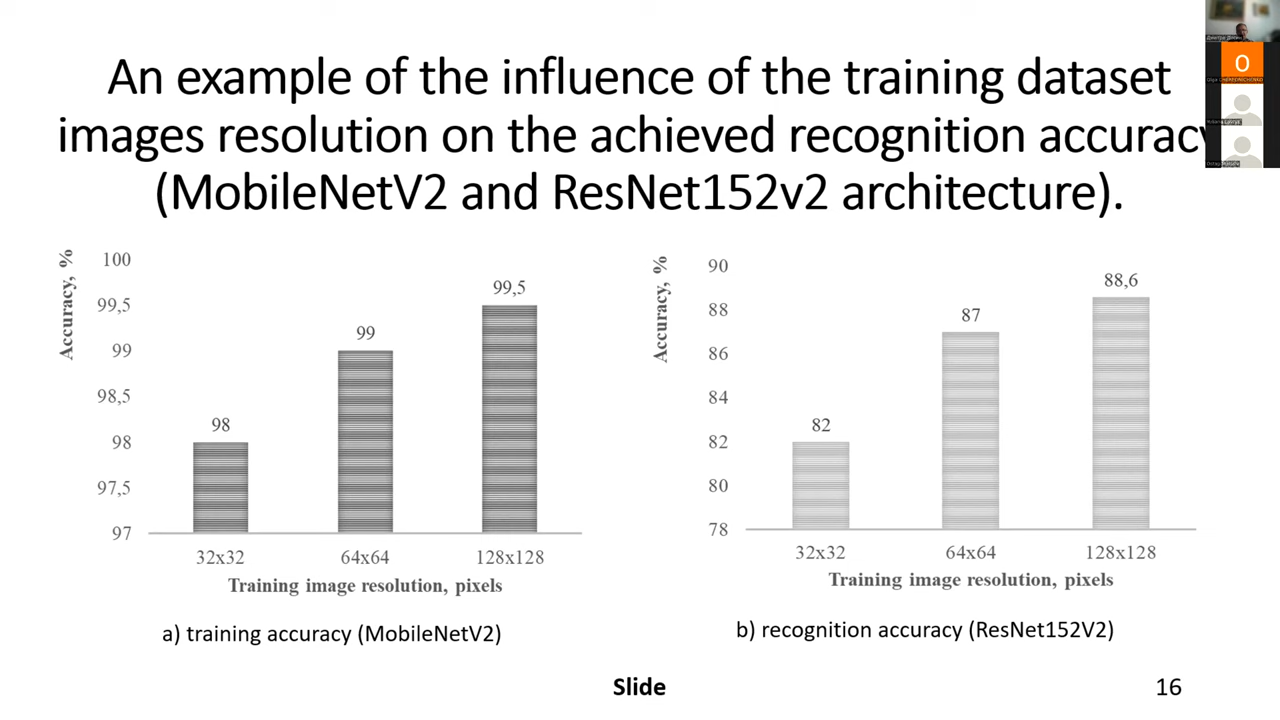 An example of the influence of the training dataset
images resolution on the achieved recognition accuracy
(MobileNetV2 and ResNet152v2 architecture).
Accuracy, %
100
99,5
99
98,5
98
97,5
97
98
99
99,5
32x32
64x64
128x128
Training image resolution, pixels
a) training accuracy (MobileNetV2)
Accuracy, %
90
88
86
84
82
80
78
82
87
88,6
32x32
64x64
128x128
Training image resolution, pixels
b) recognition accuracy (ResNet152V2)
Slide
16
O